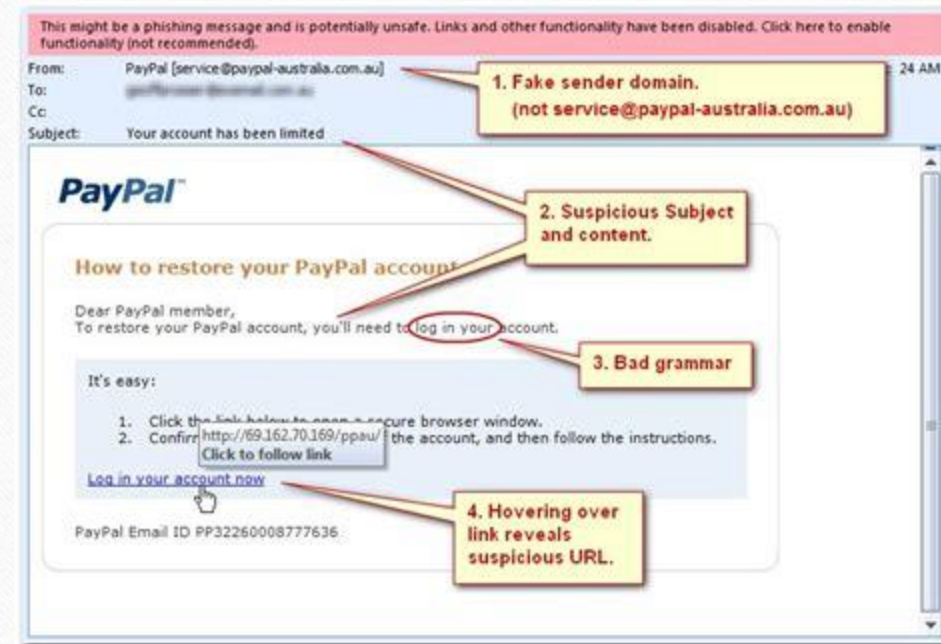 This might be a phishing message and is potentially unsafe. Links and other functionality have been disabled. Click here to enable
functionality (not recommended).
From: PayPal [service@paypal-australia.com.au]
24 AM
To:
Cc:
Subject: Your account has been limited
1. Fake sender domain.
(not service@paypal-australia.com.au)
PayPal™
2. Suspicious Subject
and content.
How to restore your PayPal account
Dear PayPal member,
To restore your PayPal account, you'll need to log in your account.
3. Bad grammar
It's easy:
1. Click the link below to open a secure browser window.
2. Confirm the account, and then follow the instructions.
http://69.162.70.169/ppau/
Click to follow link
Log in your account now
4. Hovering over
link reveals
suspicious URL.
PayPal Email ID PP32260008777636